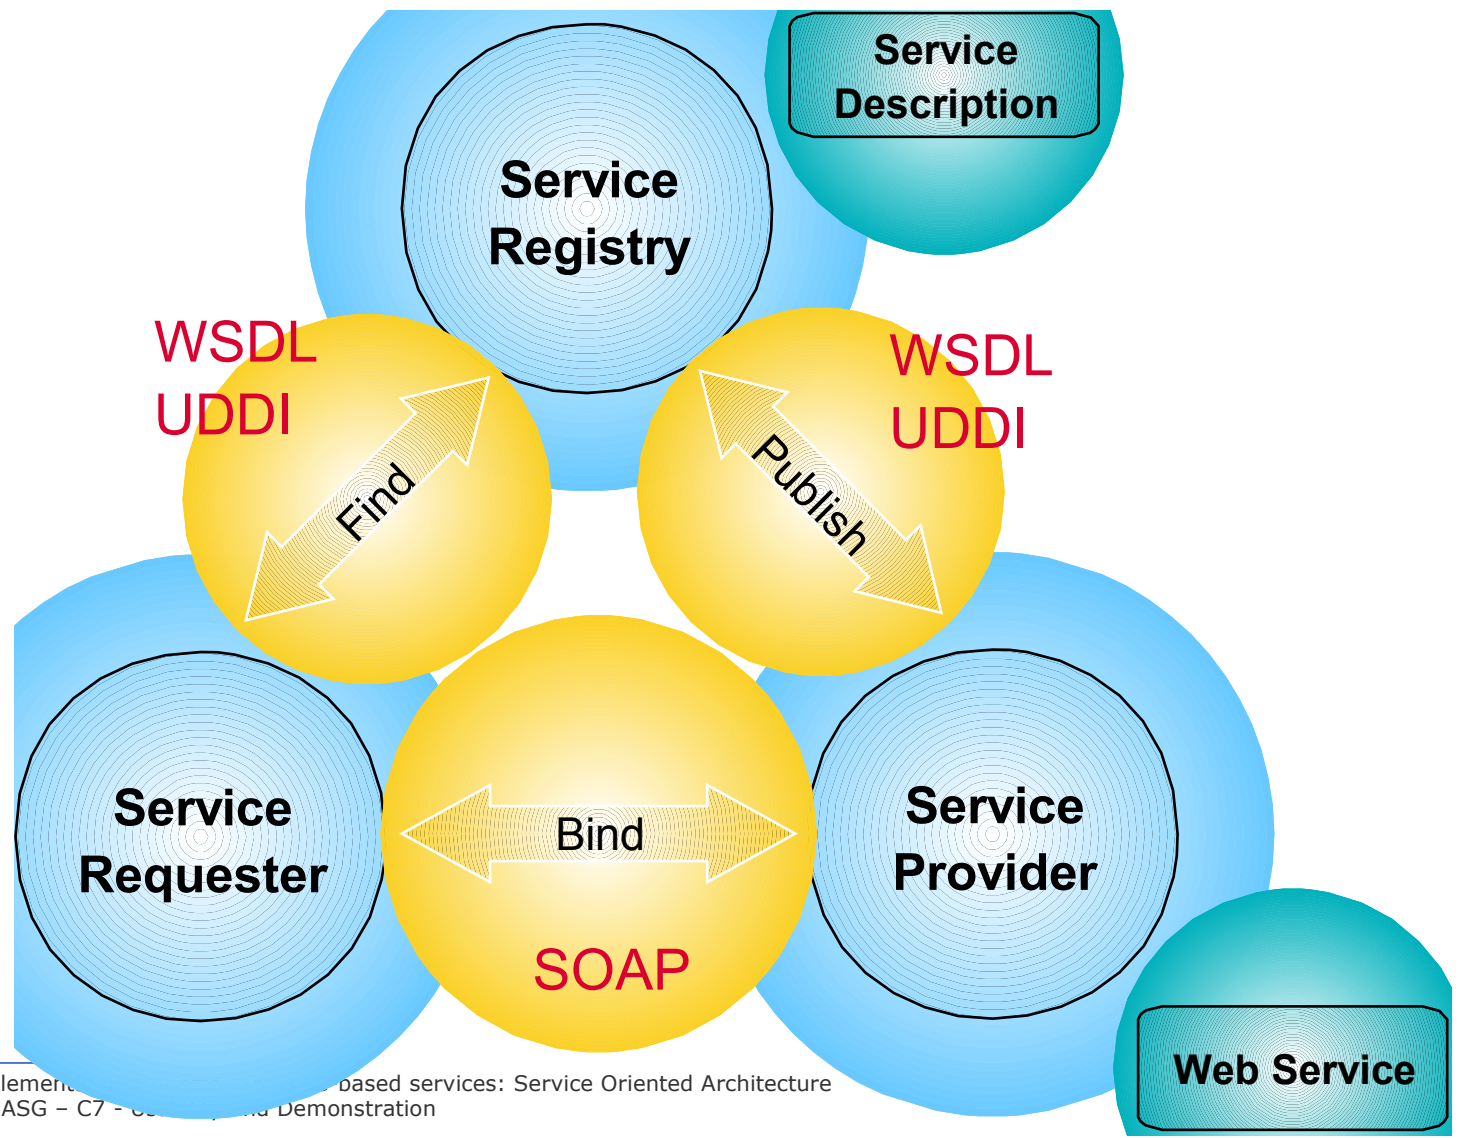 Service
Description
Service
Registry
WSDL
UDDI
WSDL
UDDI
Find
Publish
Service
Requester
Bind
Service
Provider
SOAP
Web Service
based services: Service Oriented Architecture
ASG – C7 - Demonstration